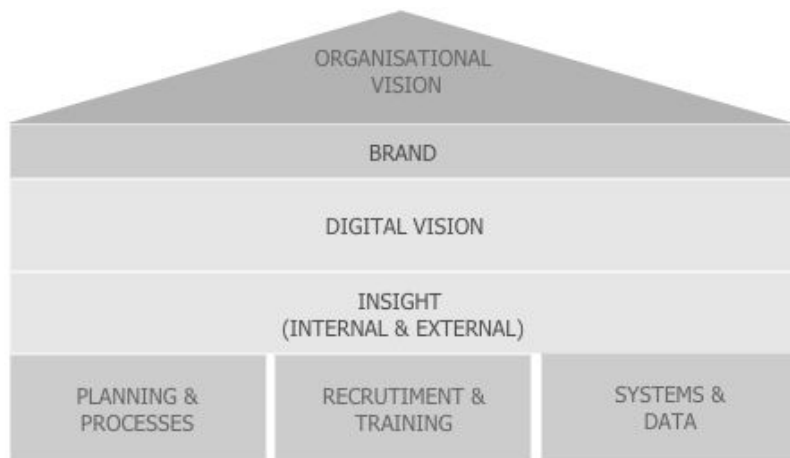 ORGANISATIONAL
VISION
BRAND
DIGITAL VISION
INSIGHT
(INTERNAL & EXTERNAL)
PLANNING &
PROCESSES
RECRUTIMENT &
TRAINING
SYSTEMS &
DATA